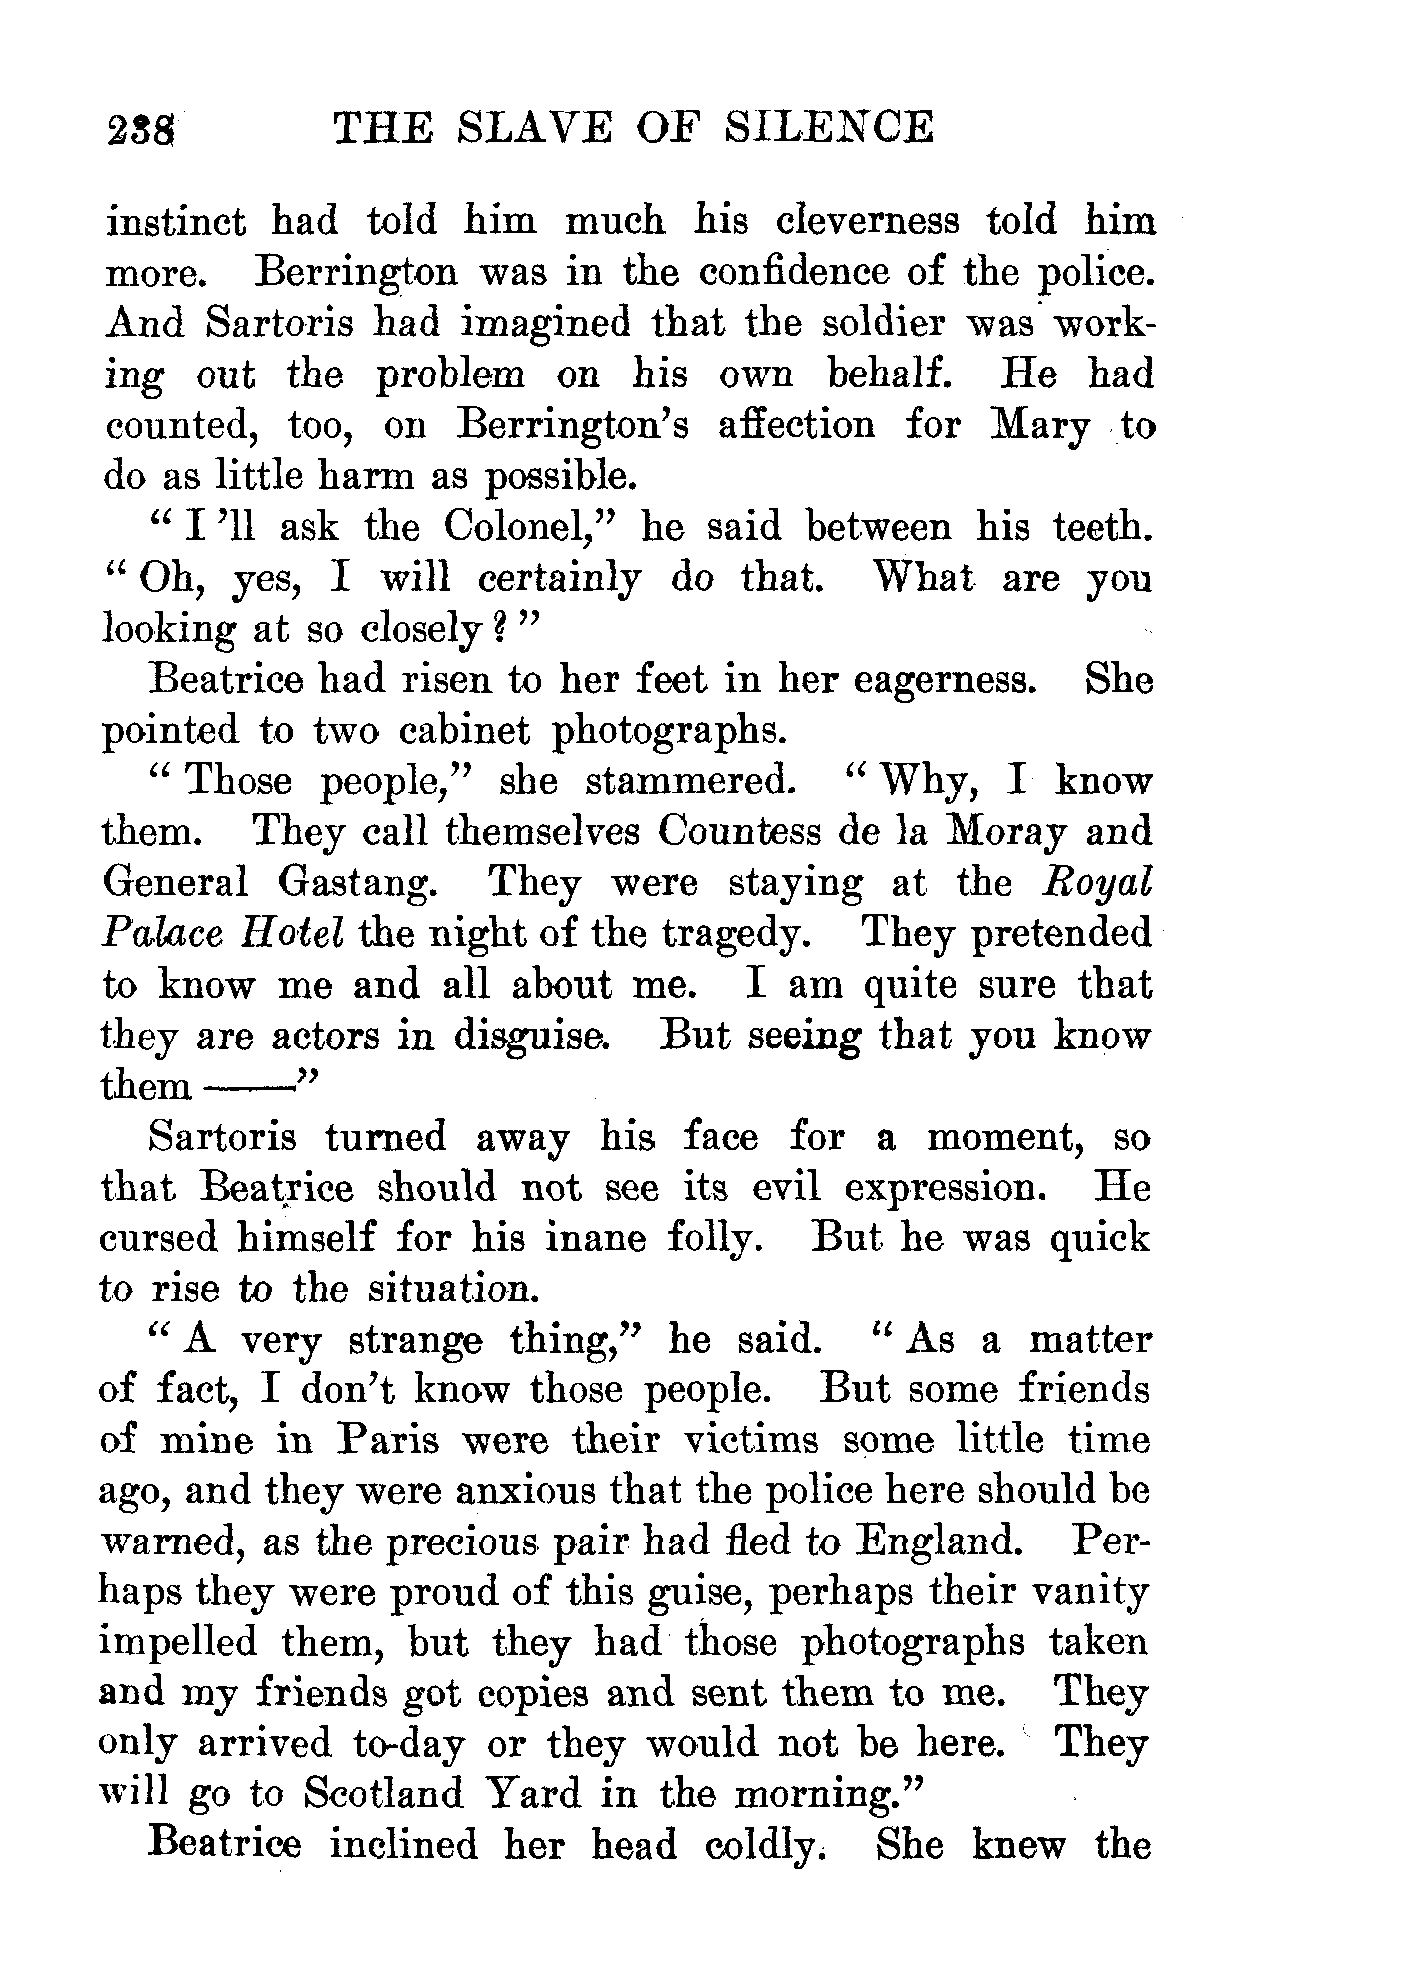 238 THE SLAVE OF SILENCE
instinct had told him much his cleverness told him
more. Berrington was in the confidence of the police.
And Sartoris had imagined that the soldier was work-
ing out the problem on his own behalf. He had
counted, too, on Berrington's affection for Mary to
do as little harm as possible.
" I 'll ask the Colonel," he said between his teeth.
" Oh, yes, I will certainly do that. What are you
looking at so closely ? "
Beatrice had risen to her feet in her eagerness. She
pointed to two cabinet photographs.
" Those people," she stammered. " Why, I know
them. They call themselves Countess de la Moray and
General Gastang. They were staying at the Royal
Palace Hotel the night of the tragedy. They pretended
to know me and all about me. I am quite sure that
they are actors in disguise. But seeing that you know
them ——"
Sartoris turned away his face for a moment, so
that Beatrice should not see its evil expression. He
cursed himself for his inane folly. But he was quick
to rise to the situation.
" A very strange thing," he said. " As a matter
of fact, I don't know those people. But some friends
of mine in Paris were their victims some little time
ago, and they were anxious that the police here should be
warned, as the precious pair had fled to England. Per-
haps they were proud of this guise, perhaps their vanity
impelled them, but they had those photographs taken
and my friends got copies and sent them to me. They
only arrived to-day or they would not be here. They
will go to Scotland Yard in the morning."
Beatrice inclined her head coldly. She knew the